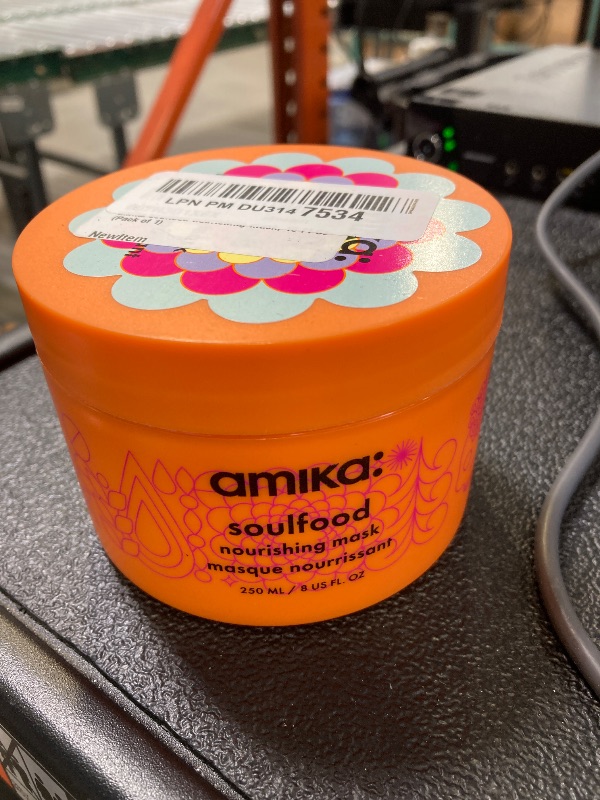 LPN PM DU314 7534
(Pack of 1)
NewItem
amika:
soulfood
nourishing mask
masque nourrissant
250 ML / 8 US FL. OZ